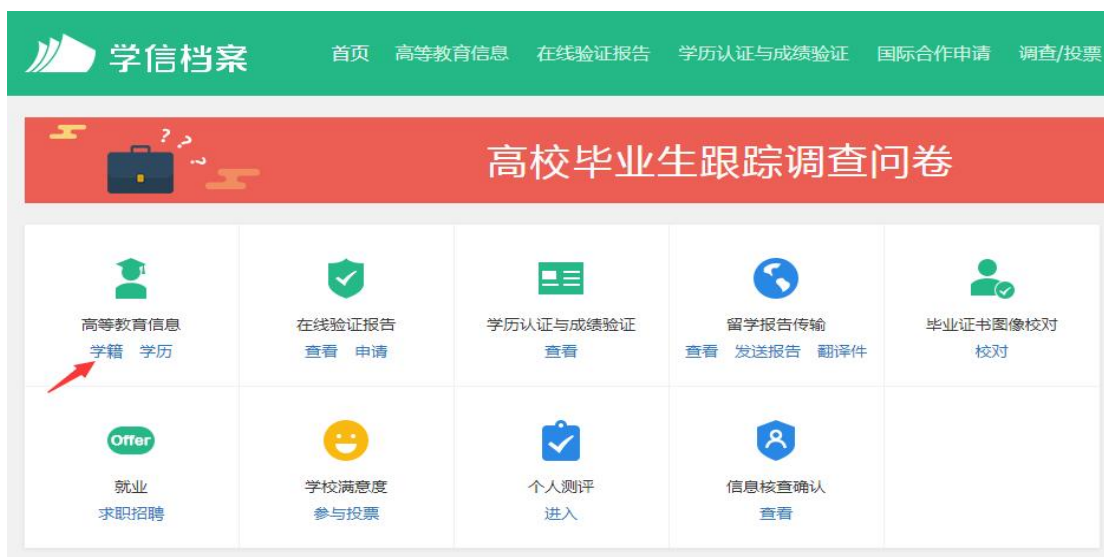 学信档案 首页 高等教育信息 在线验证报告 学历认证与成绩验证 国际合作申请 调查/投票
? ? ?
高校毕业生跟踪调查问卷
高等教育信息 在线验证报告 学历认证与成绩验证 留学报告传输 毕业证书图像校对
学籍 学历 查看 申请 查看 查看 发送报告 翻译件 校对
Offer
就业 学校满意度 个人测评 信息核查确认
求职招聘 参与投票 进入 查看